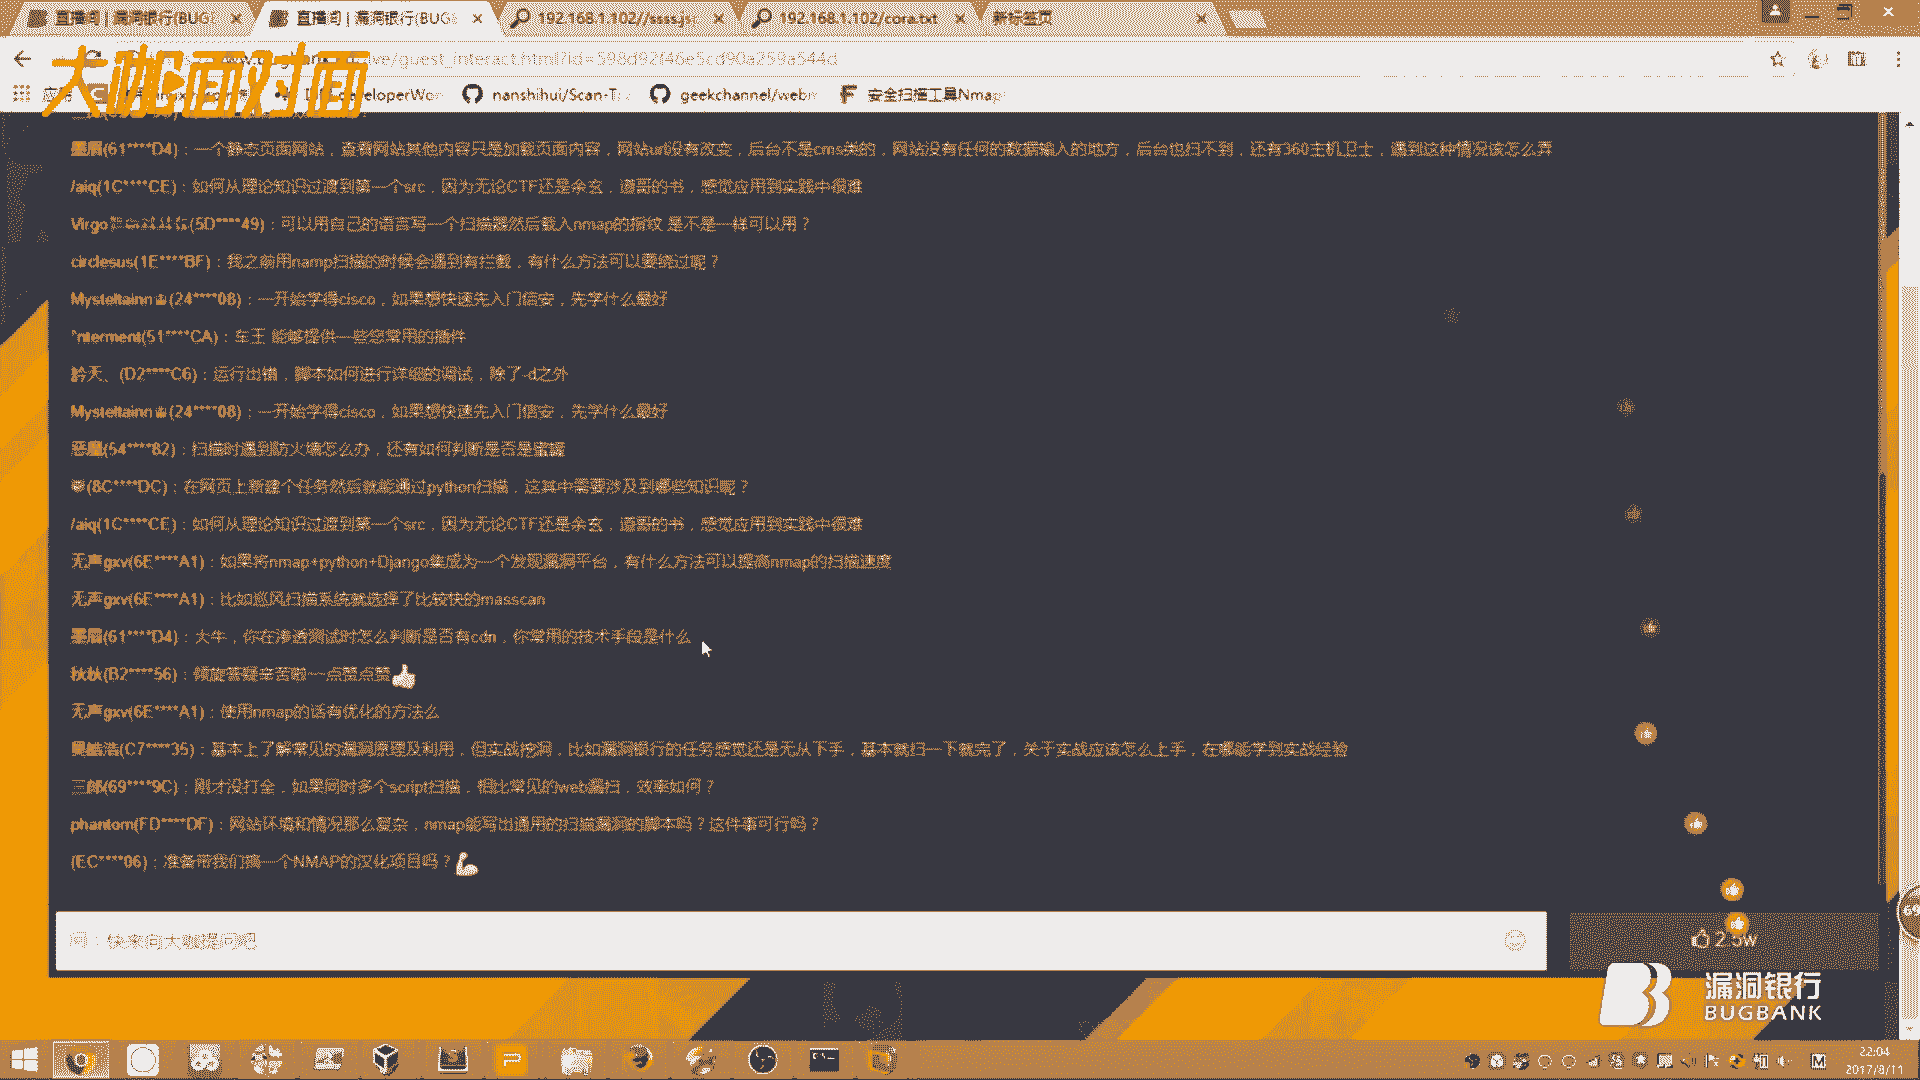 直播间 | 漏洞银行(BUGB
直播间 | 漏洞银行(BUGB
192.168.1.102//ssss.jsp
192.168.1.102/cora.txt
新标签页
ve/guest_interact.html?id=598d92f46e5cd90a259a544d
大咖面对面
nanshihui/Scan-T
geekchannel/webm
安全扫描工具Nmap
(61****D4)：一个静态页面网站，查看网站其他内容只是加载页面内容，网站url没有改变，后台不是cms类的，网站没有任何的数据输入的地方，后台也扫不到，还有360主机卫士，遇到这种情况该怎么弄
/aiq(1C****CE)：如何从理论知识过渡到第一个src，因为无论CTF还是余玄，道哥的书，感觉应用到实践中很难
Virgo(5D****49)：可以用自己的语言写一个扫描器然后载入nmap的指纹 是不是一样可以用？
circlesus(1E****BF)：我之前用namp扫描的时候会遇到有拦截，有什么方法可以要绕过呢？
Mysteltainn(24****08)：一开始学得cisco，如果想快速先入门信安，先学什么最好
^nterment(51****CA)：车王 能够提供一些您常用的插件
(D2****C6)：运行出错，脚本如何进行详细的调试，除了-d之外
Mysteltainn(24****08)：一开始学得cisco，如果想快速先入门信安，先学什么最好
恶魔(54****82)：扫描时遇到防火墙怎么办，还有如何判断是否是蜜罐
(8C****DC)：在网页上新建个任务然后就能通过python扫描，这其中需要涉及到哪些知识呢？
/aiq(1C****CE)：如何从理论知识过渡到第一个src，因为无论CTF还是余玄，道哥的书，感觉应用到实践中很难
无声gxv(6E****A1)：如果将nmap+python+Django集成为一个发现漏洞平台，有什么方法可以提高nmap的扫描速度
无声gxv(6E****A1)：比如巡风扫描系统就选择了比较快的masscan
(61****D4)：大牛，你在渗透测试时怎么判断是否有cdn，你常用的技术手段是什么
(B2****56)：倾旋答疑辛苦啦~~点赞点赞
无声gxv(6E****A1)：使用nmap的话有优化的方法么
(C7****35)：基本上了解常见的漏洞原理及利用，但实战挖洞，比如漏洞银行的任务感觉还是无从下手，基本就扫一下就完了，关于实战应该怎么上手，在哪能学到实战经验
三郎(69****9C)：刚才没打全，如果同时多个script扫描，相比常见的web漏扫，效率如何？
phantom(FD****DF)：网站环境和情况那么复杂，nmap能写出通用的扫描漏洞的脚本吗？这件事可行吗？
(EC****06)：准备带我们搞一个NMAP的汉化项目吗？
问：快来向大咖提问吧
2.5w
漏洞银行
BUGBANK
22:04
2017/8/11